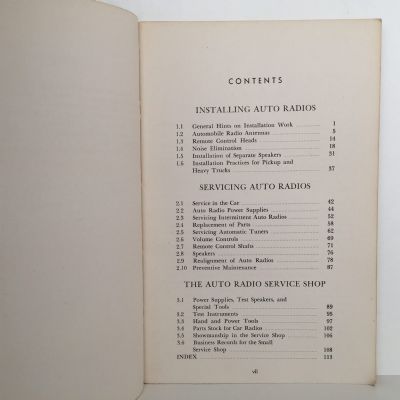 CONTENTS
INSTALLING AUTO RADIOS
1.1 General Hints on Installation Work 1
1.2 Automobile Radio Antennas 5
1.3 Remote Control Heads 14
1.4 Noise Elimination 18
1.5 Installation of Separate Speakers 31
1.6 Installation Practices for Pickup and
Heavy Trucks 37
SERVICING AUTO RADIOS
2.1 Service in the Car 42
2.2 Auto Radio Power Supplies 44
2.3 Servicing Intermittent Auto Radios 52
2.4 Replacement of Parts 58
2.5 Servicing Automatic Tuners 62
2.6 Volume Controls 69
2.7 Remote Control Shafts 71
2.8 Speakers 76
2.9 Realignment of Auto Radios 78
2.10 Preventive Maintenance 87
THE AUTO RADIO SERVICE SHOP
3.1 Power Supplies, Test Speakers, and
Special Tools 89
3.2 Test Instruments 95
3.3 Hand and Power Tools 97
3.4 Parts Stock for Car Radios 102
3.5 Showmanship in the Service Shop 106
3.6 Business Records for the Small
Service Shop 108
INDEX 113
vii